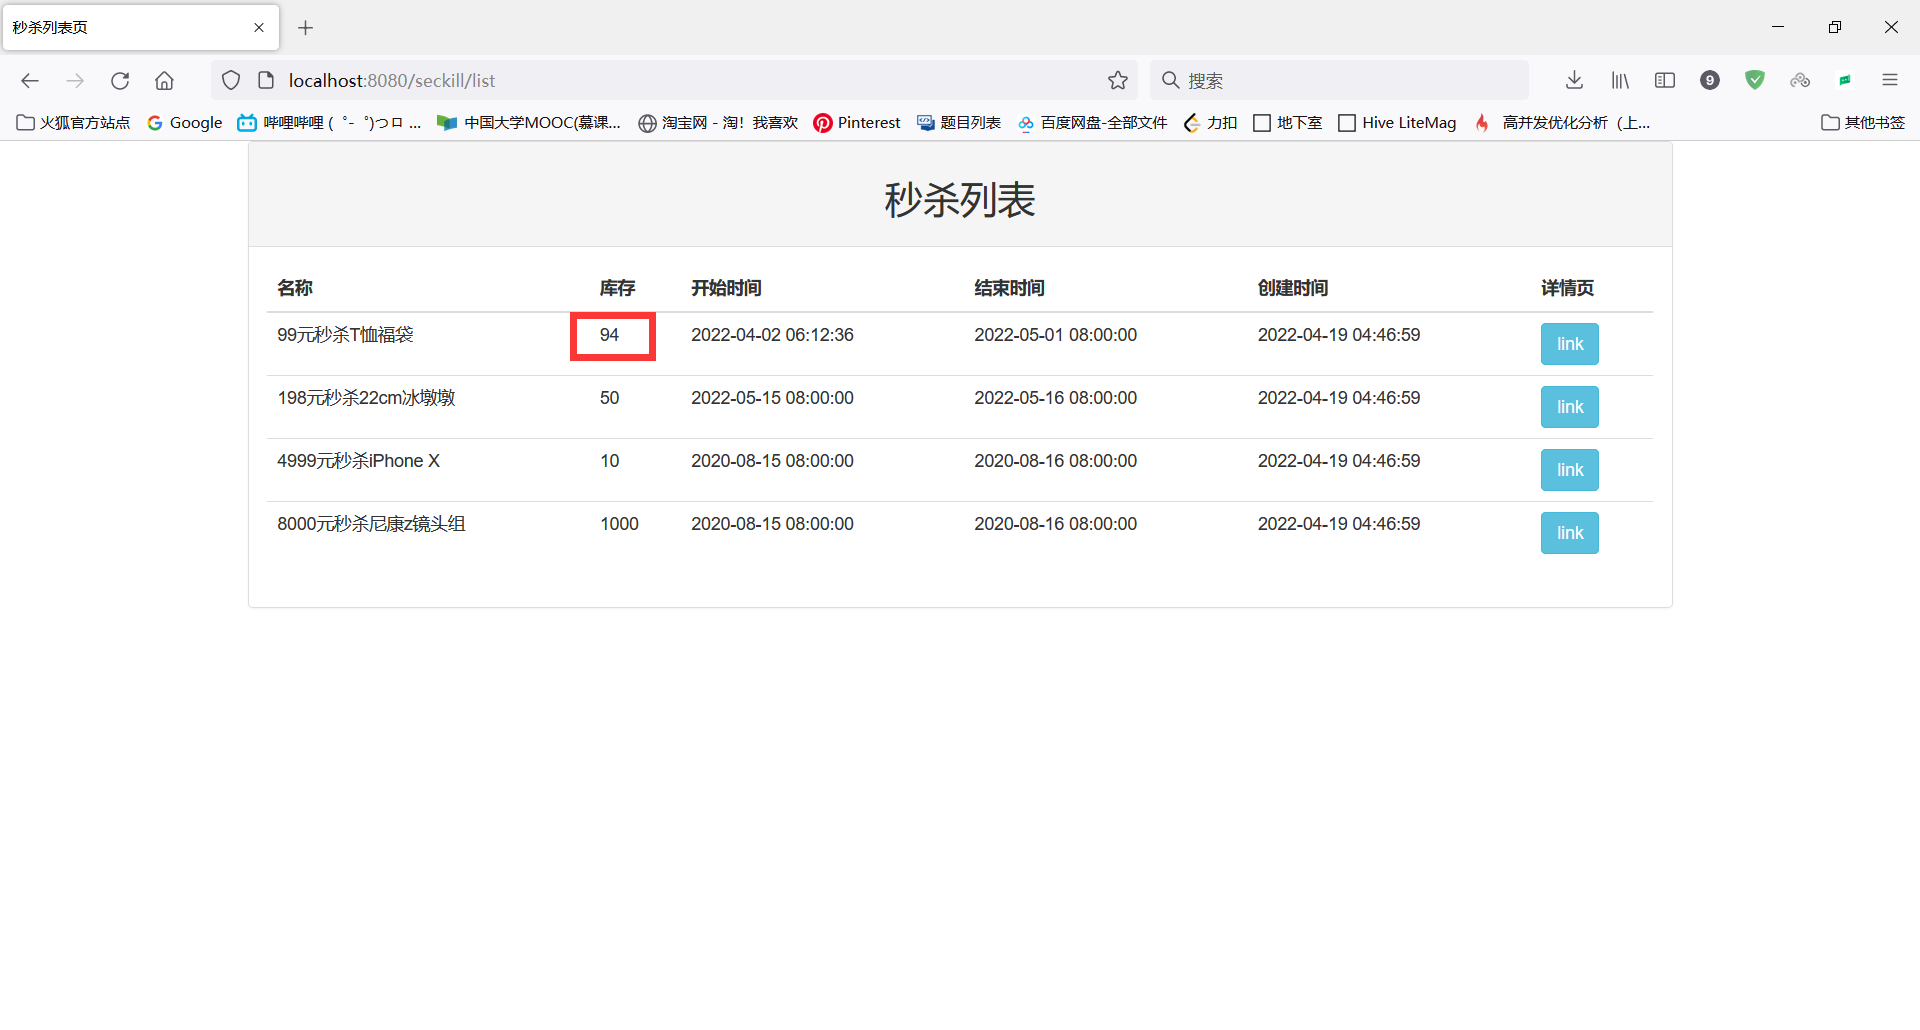 秒杀列表页
localhost:8080/seckill/list
搜索
9
火狐官方站点
Google
哔哩哔哩 (゜-゜)つロ ...
中国大学MOOC(慕课...
淘宝网 - 淘！我喜欢
Pinterest
题目列表
百度网盘-全部文件
力扣
地下室
Hive LiteMag
高并发优化分析（上...
其他书签
秒杀列表
名称 库存 开始时间 结束时间 创建时间 详情页
99元秒杀T恤福袋 94 2022-04-02 06:12:36 2022-05-01 08:00:00 2022-04-19 04:46:59 link
198元秒杀22cm冰墩墩 50 2022-05-15 08:00:00 2022-05-16 08:00:00 2022-04-19 04:46:59 link
4999元秒杀iPhone X 10 2020-08-15 08:00:00 2020-08-16 08:00:00 2022-04-19 04:46:59 link
8000元秒杀尼康z镜头组 1000 2020-08-15 08:00:00 2020-08-16 08:00:00 2022-04-19 04:46:59 link